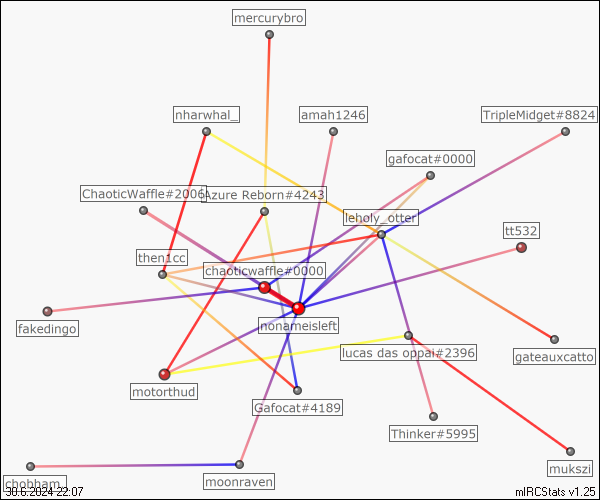 mercurybro
nharwhal_
amah1246
TripleMidget#8824
gafocat#0000
ChaoticWaffle#2006
Azure Reborn#4243
leholy_otter
tt532
then1cc
chaoticwaffle#0000
fakedingo
nonameisleft
lucas das oppai#2396
gateauxcatto
motorthud
Gafocat#4189
Thinker#5995
mukszi
chobham_
moonraven
30.6.2024 22:07
mIRCStats v1.25